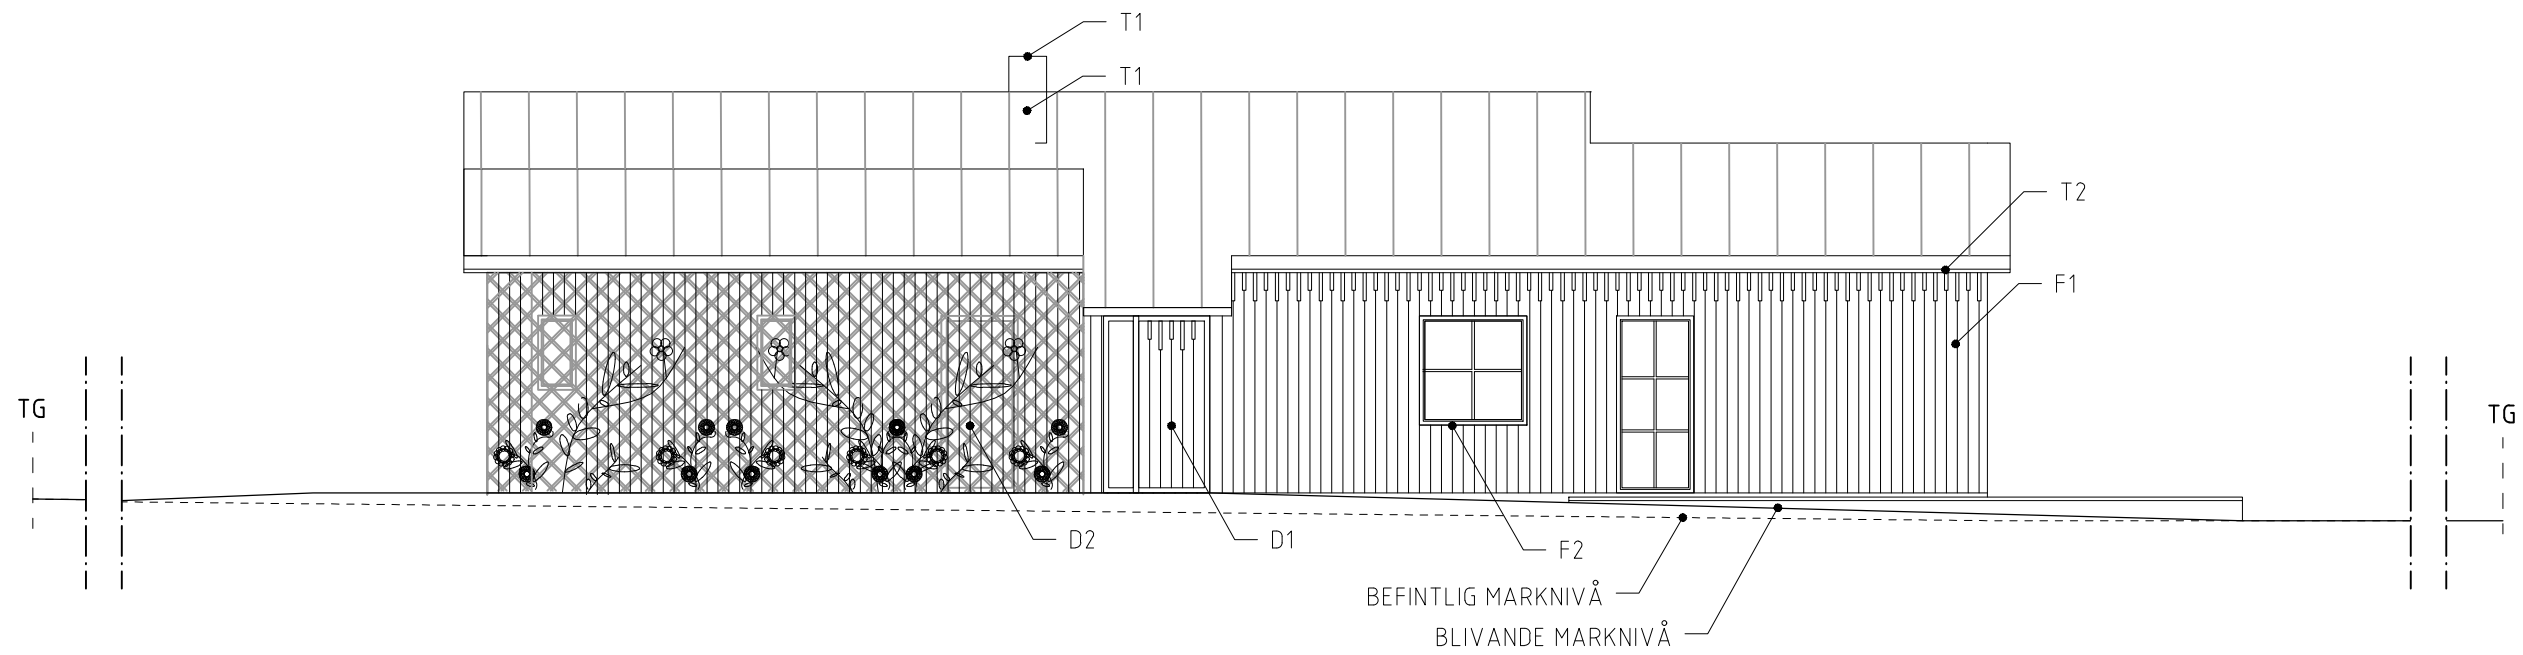 T1
T1
T2
F1
TG
TG
D2
D1
F2
BEFINTLIG MARKNIVÅ
BLIVANDE MARKNIVÅ